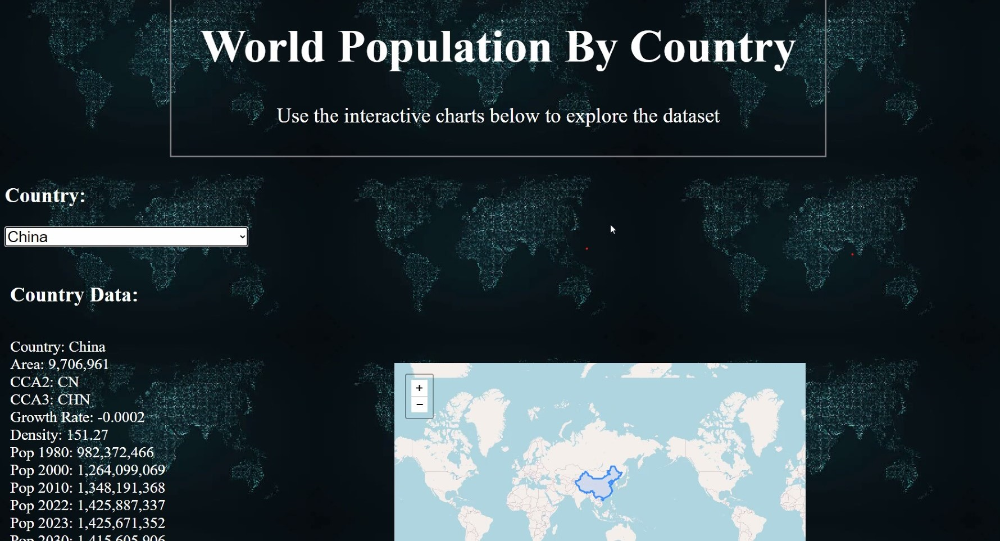 World Population By Country
Use the interactive charts below to explore the dataset
Country:
China
Country Data:
Country: China
Area: 9,706,961
CCA2: CN
CCA3: CHN
Growth Rate: -0.0002
Density: 151.27
Pop 1980: 982,372,466
Pop 2000: 1,264,099,069
Pop 2010: 1,348,191,368
Pop 2022: 1,425,887,337
Pop 2023: 1,425,671,352
Pop 2030: 1,415,605,906
+
−